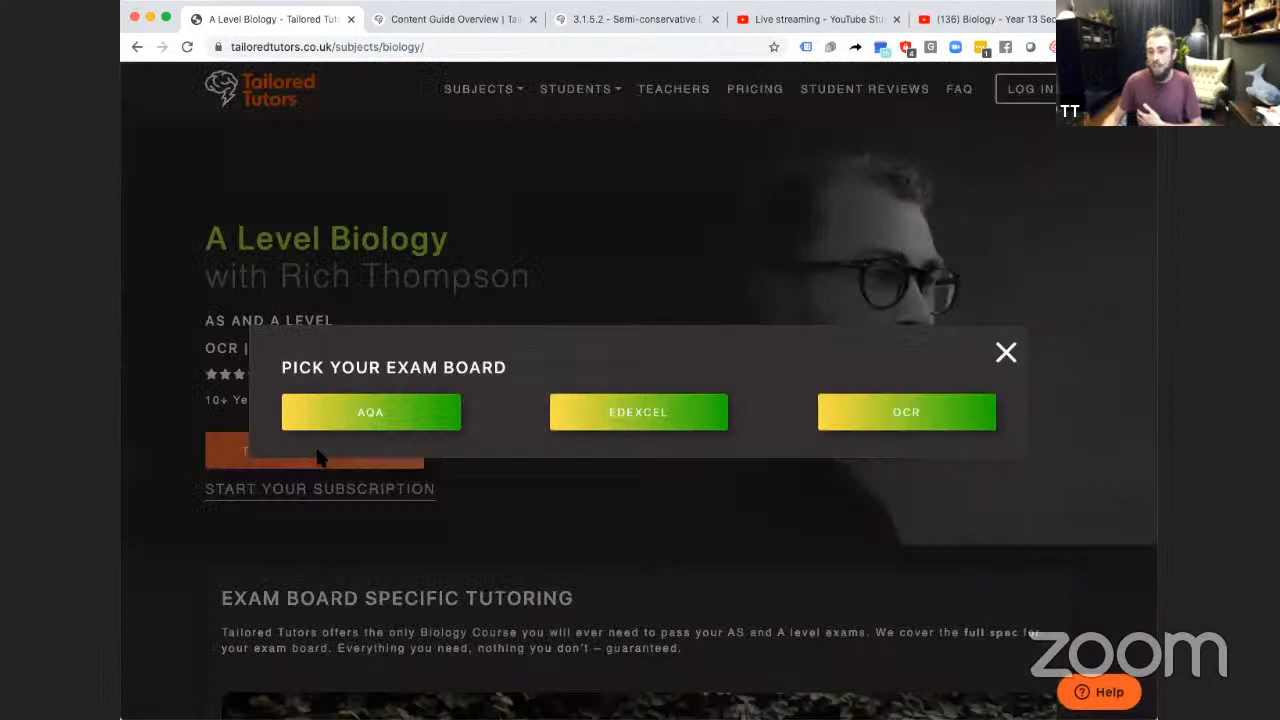 A Level Biology - Tailored Tut
Content Guide Overview | Tail
3.1.5.2 - Semi-conservative
Live streaming - YouTube Stu
(136) Biology - Year 13 Sec
tailoredtutors.co.uk/subjects/biology/
Tailored
Tutors
SUBJECTS
STUDENTS
TEACHERS
PRICING
STUDENT REVIEWS
FAQ
LOG IN
TT
A Level Biology
with Rich Thompson
AS AND A LEVEL
OCR |
10+ Ye
PICK YOUR EXAM BOARD
AQA
EDEXCEL
OCR
START YOUR SUBSCRIPTION
EXAM BOARD SPECIFIC TUTORING
Tailored Tutors offers the only Biology Course you will ever need to pass your AS and A level exams. We cover the full spec for
your exam board. Everything you need, nothing you don't – guaranteed.
zoom
Help